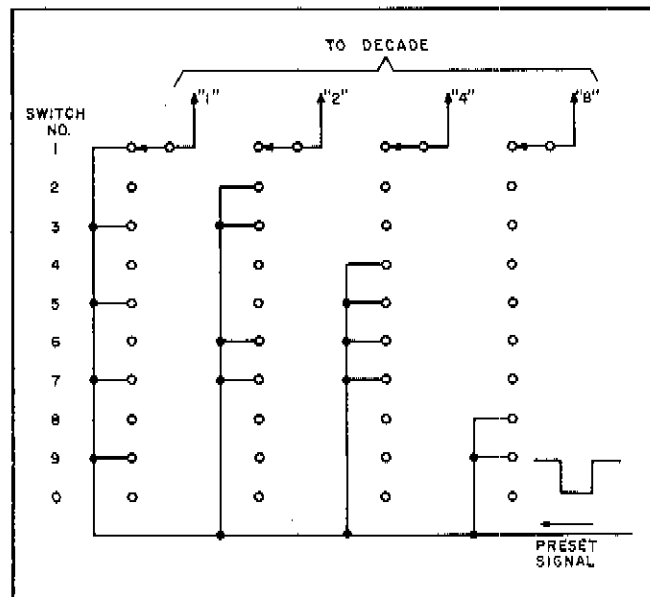 TO DECADE
"1" "2" "4" "8"
SWITCH
NO.
1
2
3
4
5
6
7
8
9
0
PRESET
SIGNAL